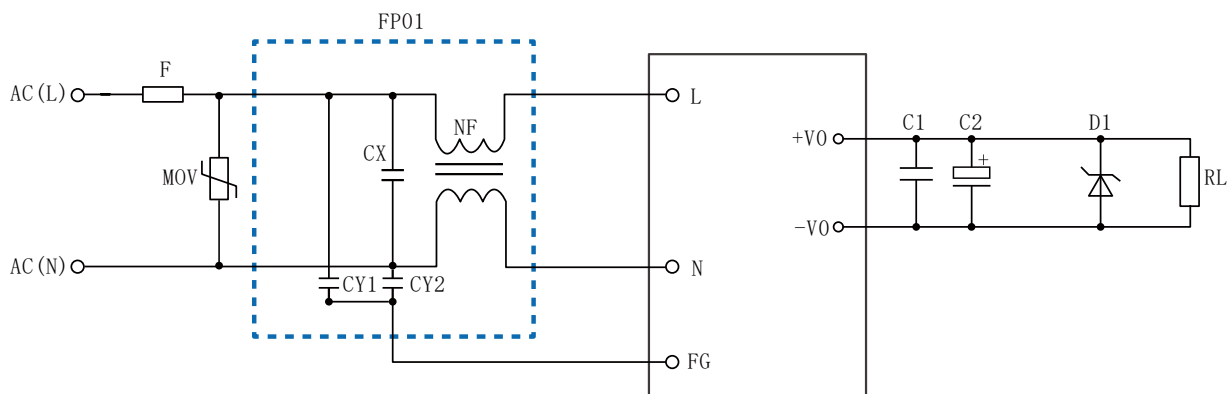 FP01
F
AC(L)
L
NF
+VO
C1
C2
D1
CX
+
MOV
RL
-VO
AC(N)
N
CY1
CY2
FG